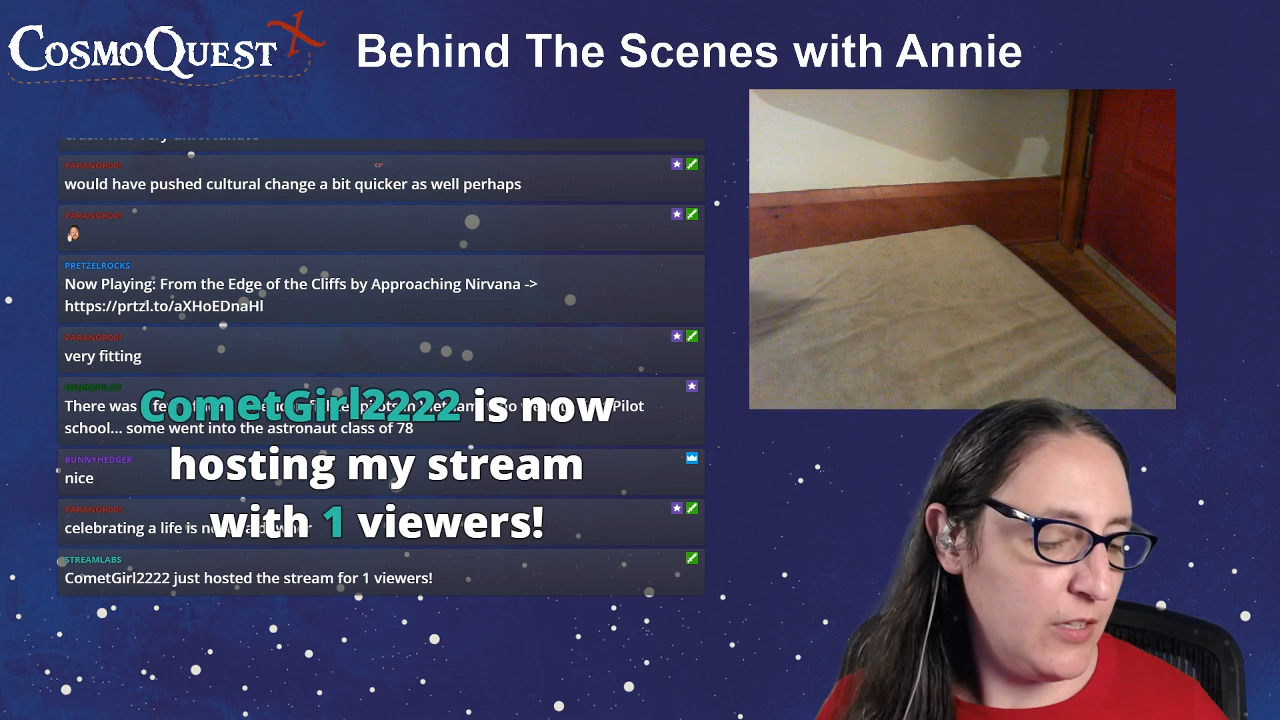 CosmoQuest X
Behind The Scenes with Annie
would have pushed cultural change a bit quicker as well perhaps
PRETZELROCKS
Now Playing: From the Edge of the Cliffs by Approaching Nirvana ->
https://prtzl.to/aXHoEDnaHl
very fitting
There was
Pilot
school... some went into the astronaut class of 78
CometGirl2222 is now
BUNNYHEDGER
nice
hosting my stream
celebrating a life is
with 1 viewers!
STREAMLABS
CometGirl2222 just hosted the stream for 1 viewers!